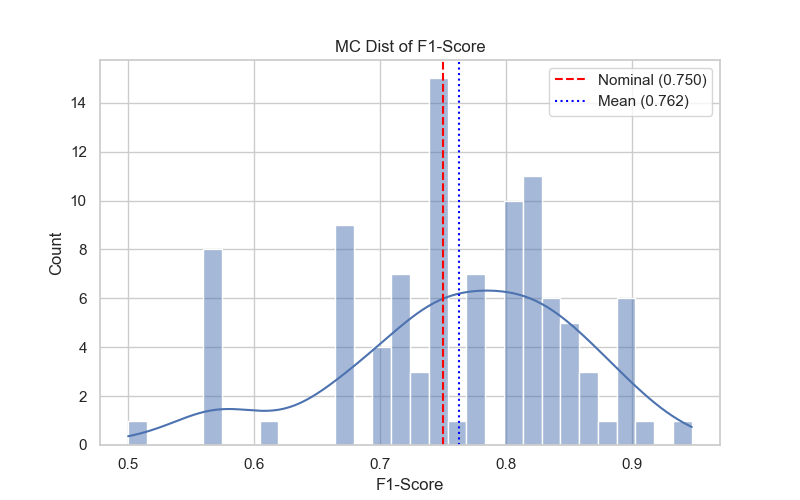 MC Dist of F1-Score
Nominal (0.750)
Mean (0.762)
Count
14
12
10
8
6
4
2
0
0.5 0.6 0.7 0.8 0.9
F1-Score